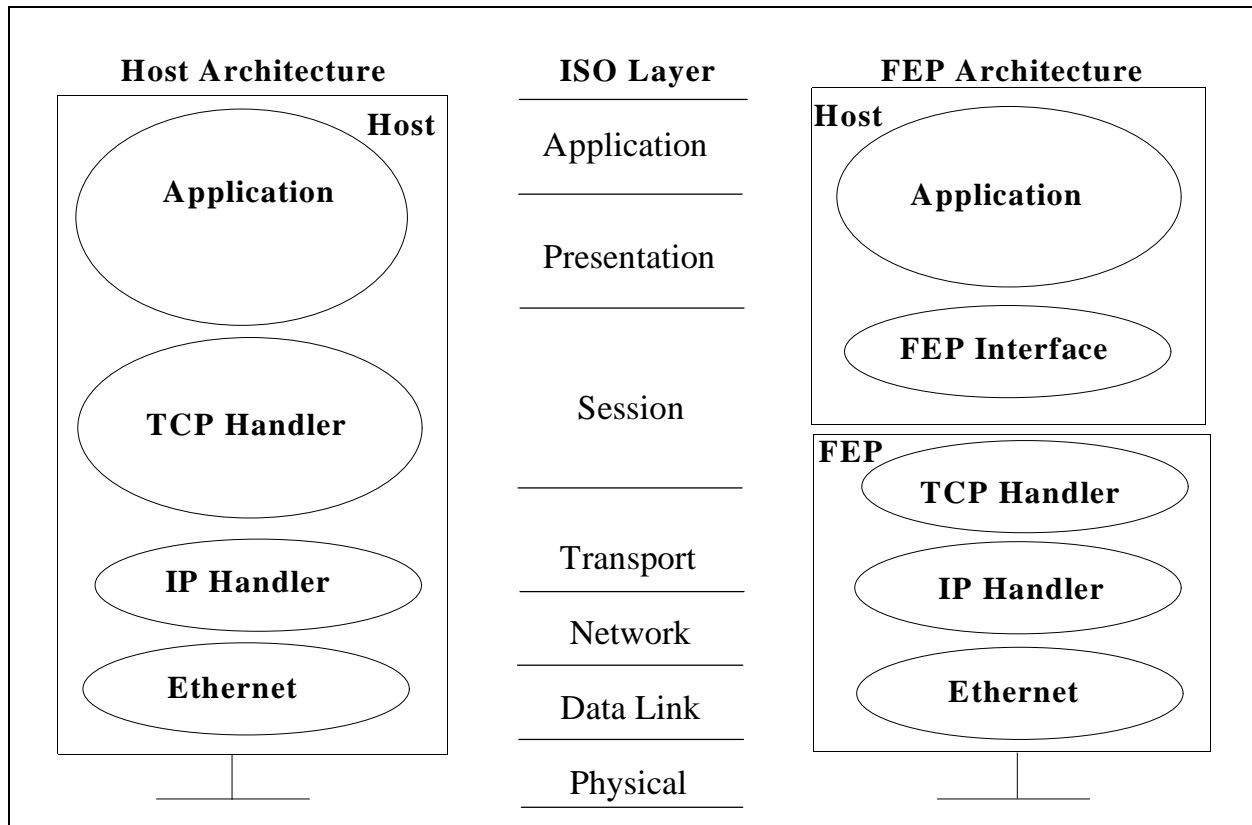 Host Architecture
Host
Application
TCP Handler
IP Handler
Ethernet
ISO Layer
Application
Presentation
Session
Transport
Network
Data Link
Physical
FEP Architecture
Host
Application
FEP Interface
FEP
TCP Handler
IP Handler
Ethernet